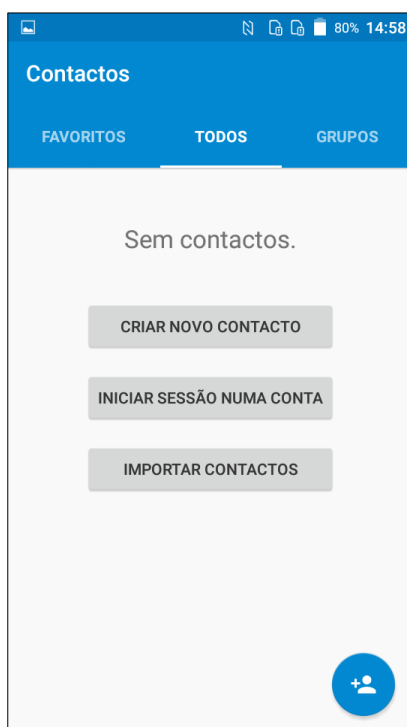 80% 14:58
Contactos
FAVORITOS TODOS GRUPOS
Sem contactos.
CRIAR NOVO CONTACTO
INICIAR SESSÃO NUMA CONTA
IMPORTAR CONTACTOS